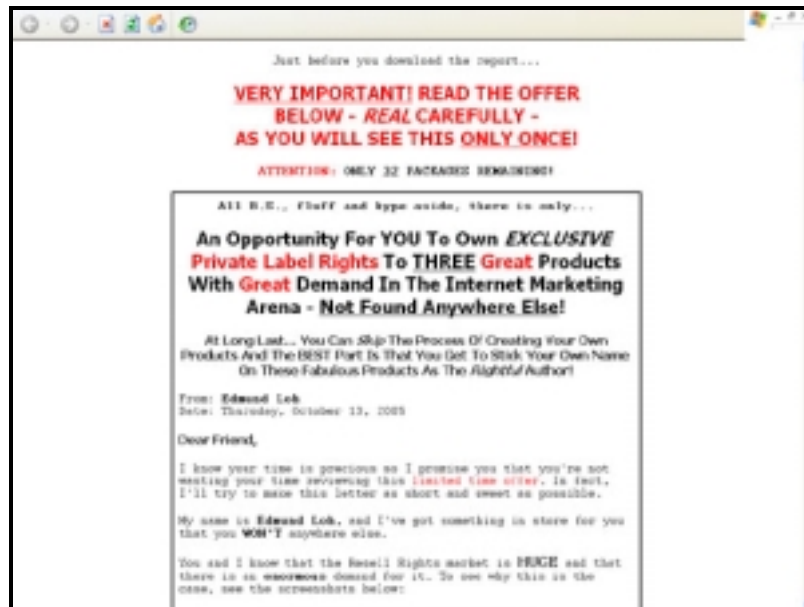 Just before you download the report...
VERY IMPORTANT! READ THE OFFER
BELOW - REAL CAREFULLY -
AS YOU WILL SEE THIS ONLY ONCE!
ATTENTION: ONLY 32 PACKAGES REMAINING!
All B.S., fluff and hype aside, there is only...
An Opportunity For YOU To Own EXCLUSIVE
Private Label Rights To THREE Great Products
With Great Demand In The Internet Marketing
Arena - Not Found Anywhere Else!
At Long Last... You Can Skip The Process Of Creating Your Own
Products And The BEST Part Is That You Get To Stick Your Own Name
On These Fabulous Products As The Rightful Author!
From: Edmund Loh
Date: Thursday, October 13, 2005
Dear Friend,
I know your time is precious so I promise you that you're not
wasting your time reviewing this limited time offer. In fact,
I'll try to make this letter as short and sweet as possible.
My name is Edmund Loh, and I've got something in store for you
that you WON'T anywhere else.
You and I know that the Resell Rights market is HUGE and that
there is an enormous demand for it. To see why this is the
case, see the screenshots below: